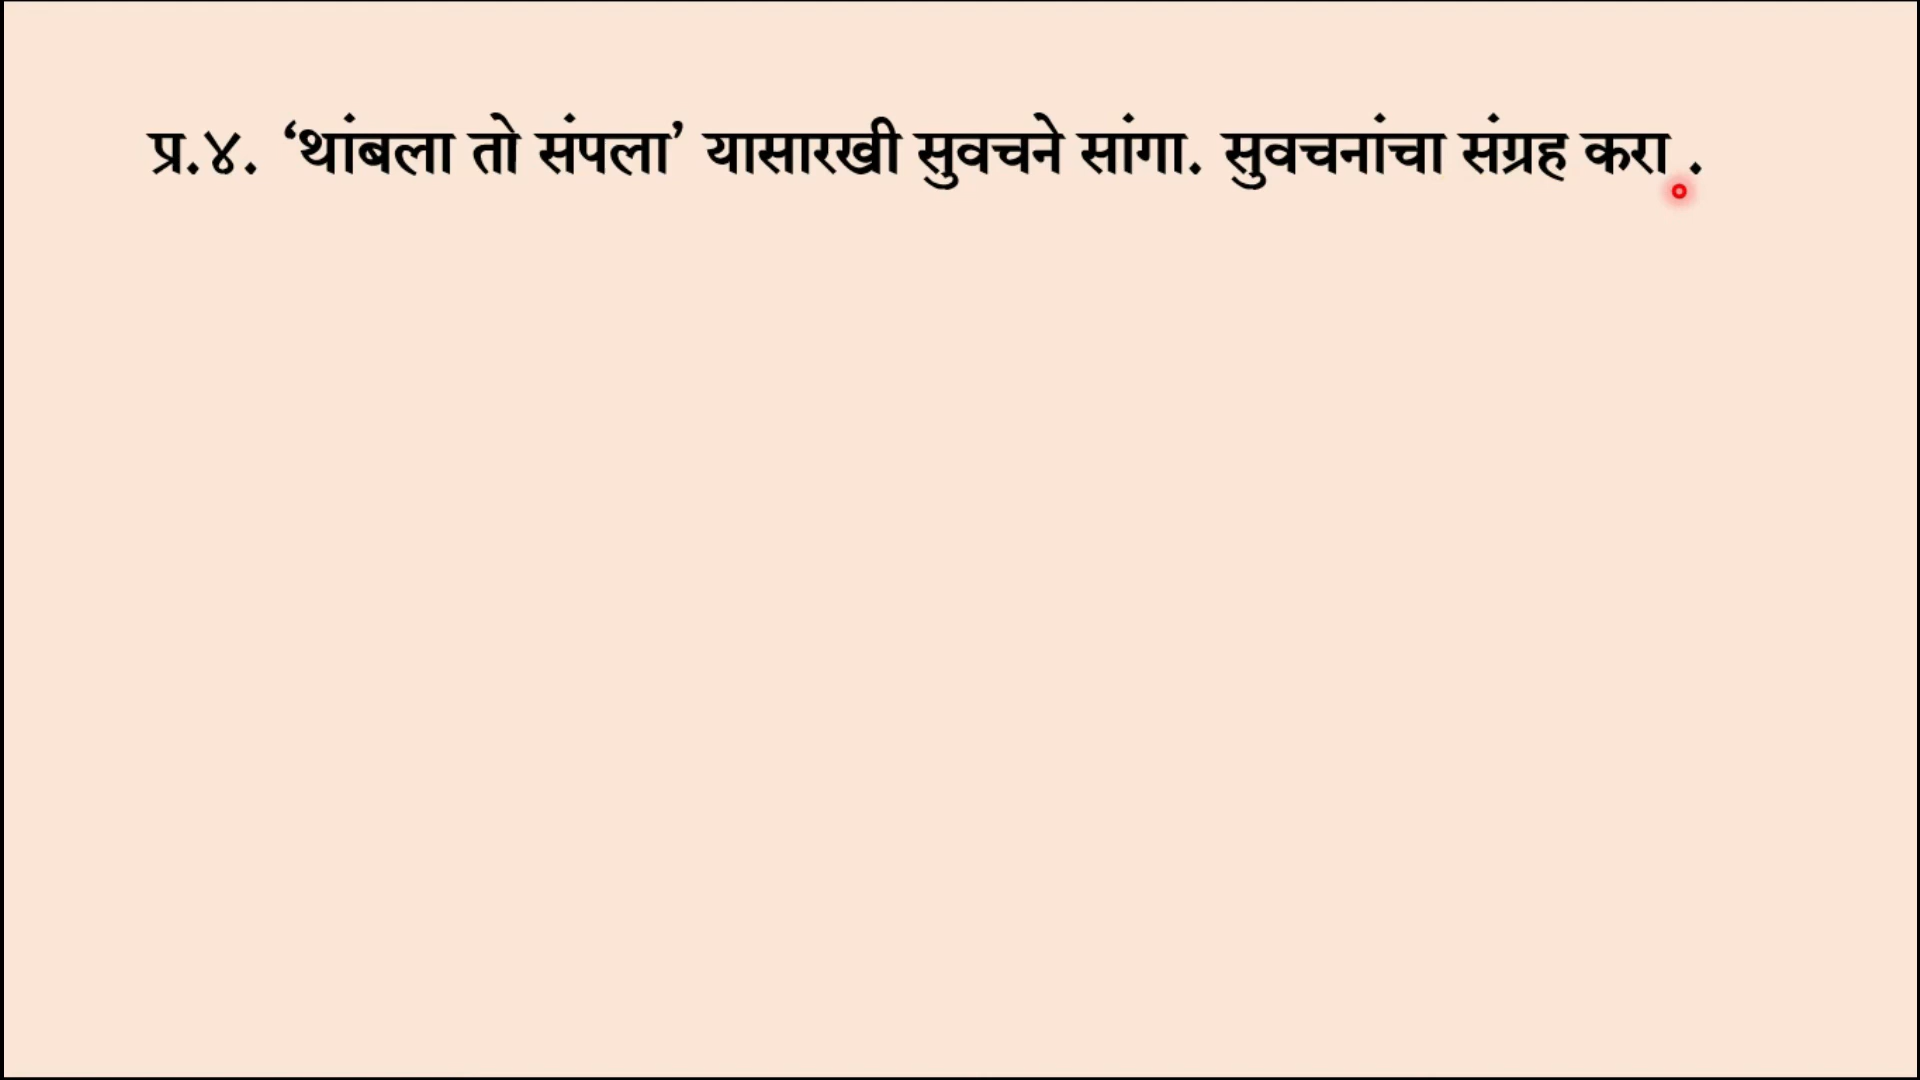 प्र.४. ‘थांबला तो संपला’ यासारखी सुवचने सांगा. सुवचनांचा संग्रह करा .